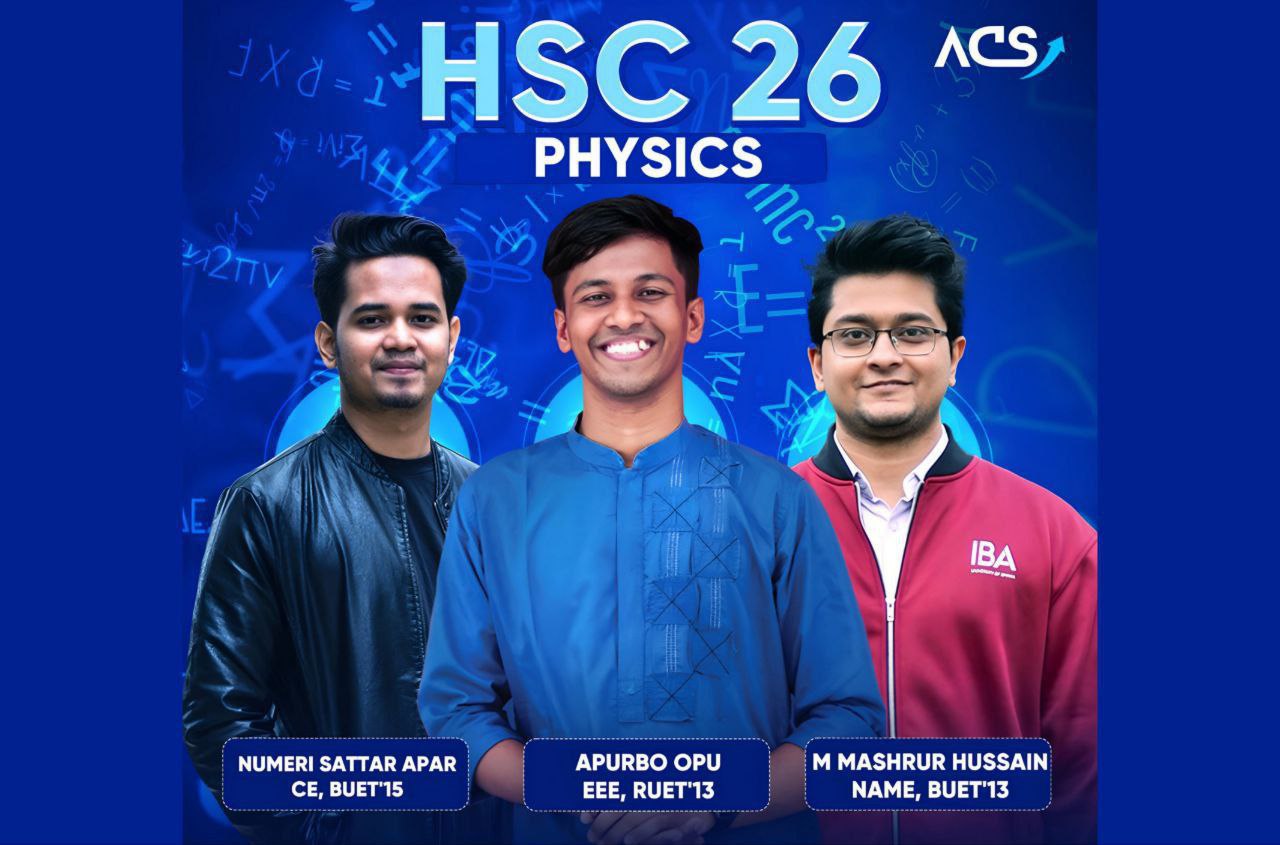 HSC 26
ACS
PHYSICS
IBA
NUMERI SATTAR APAR
CE, BUET'15
APURBO OPU
EEE, RUET'13
M MASHRUR HUSSAIN
NAME, BUET'13